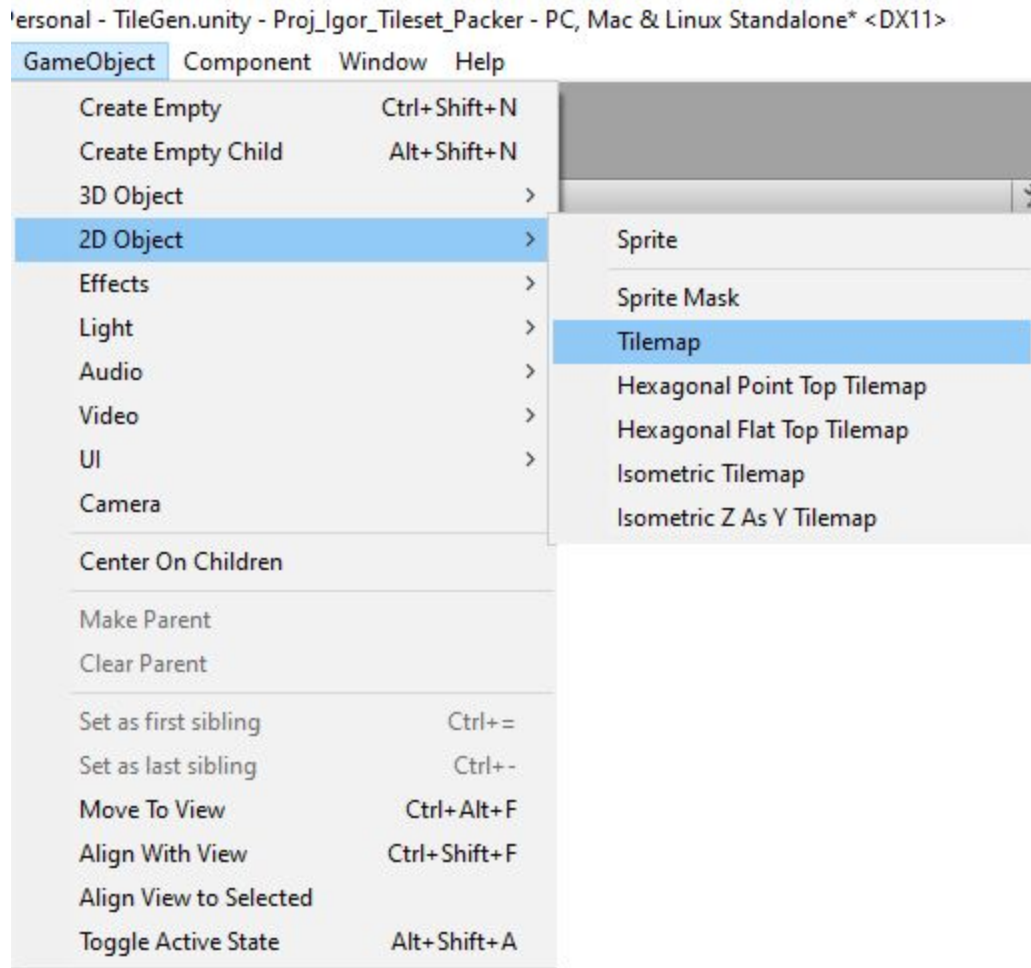 Personal - TileGen.unity - Proj_Igor_Tileset_Packer - PC, Mac & Linux Standalone* <DX11>
GameObject Component Window Help
Create Empty Ctrl+Shift+N
Create Empty Child Alt+Shift+N
3D Object >
2D Object >
Effects >
Light >
Audio >
Video >
UI >
Camera
Center On Children
Make Parent
Clear Parent
Set as first sibling Ctrl+=
Set as last sibling Ctrl+-
Move To View Ctrl+Alt+F
Align With View Ctrl+Shift+F
Align View to Selected
Toggle Active State Alt+Shift+A
Sprite
Sprite Mask
Tilemap
Hexagonal Point Top Tilemap
Hexagonal Flat Top Tilemap
Isometric Tilemap
Isometric Z As Y Tilemap